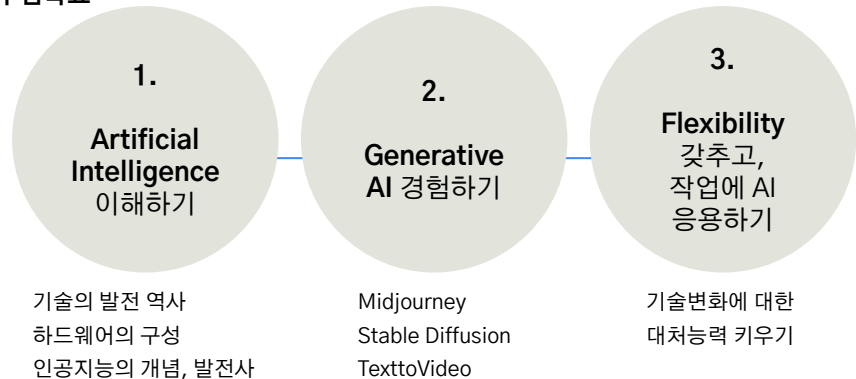 1.
Artificial
Intelligence
이해하기
기술의 발전 역사
하드웨어의 구성
인공지능의 개념, 발전사
2.
Generative
AI 경험하기
Midjourney
Stable Diffusion
TexttoVideo
3.
Flexibility
갖추고,
작업에 AI
응용하기
기술변화에 대한
대처능력 키우기